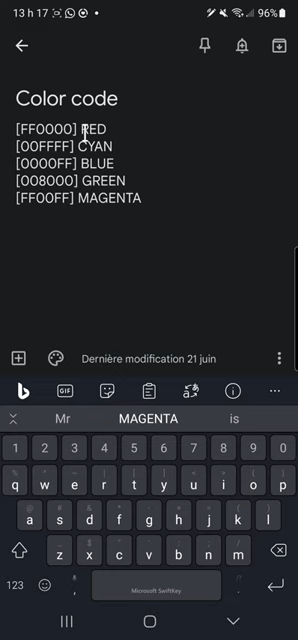 13 h 17
96%
Color code
[FF0000] RED
[00FFFF] CYAN
[0000FF] BLUE
[008000] GREEN
[FF00FF] MAGENTA
Dernière modification 21 juin
GIF
Mr MAGENTA is
1 2 3 4 5 6 7 8 9 0
q w e r t y u i o p
a s d f g h j k l
z x c v b n m
123 Microsoft SwiftKey